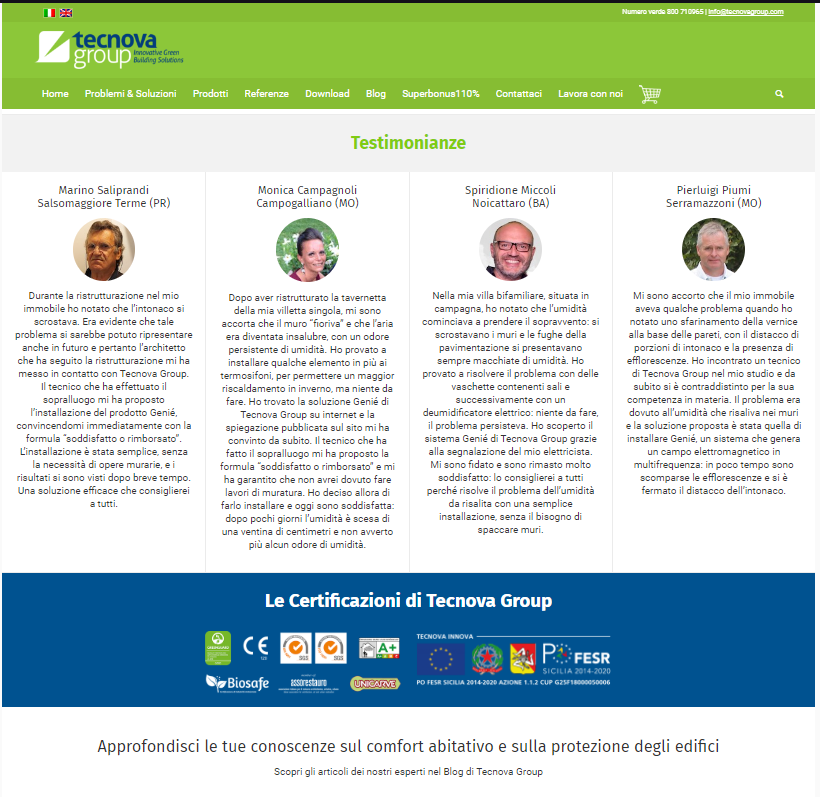 Numero verde 800 710965 | info@tecnovagroup.com
tecnova
group
Innovative Green
Building Solutions
Home Problemi & Soluzioni Prodotti Referenze Download Blog Superbonus110% Contattaci Lavora con noi
Testimonianze
Marino Saliprandi
Salsomaggiore Terme (PR)
Durante la ristrutturazione nel mio
immobile ho notato che l'intonaco si
scrostava. Era evidente che tale
problema si sarebbe potuto ripresentare
anche in futuro e pertanto l'architetto
che ha seguito la ristrutturazione mi ha
messo in contatto con Tecnova Group.
Il tecnico che ha effettuato il
sopralluogo mi ha proposto
l'installazione del prodotto Genié,
convincendomi immediatamente con la
formula "soddisfatto o rimborsato".
L'installazione è stata semplice, senza
la necessità di opere murarie, e i
risultati si sono visti dopo breve tempo.
Una soluzione efficace che consiglierei
a tutti.
Monica Campagnoli
Campogalliano (MO)
Dopo aver ristrutturato la tavernetta
della mia villetta singola, mi sono
accorta che il muro "fioriva" e che l'aria
era diventata insalubre, con un odore
persistente di umidità. Ho provato a
installare qualche elemento in più ai
termosifoni, per permettere un maggior
riscaldamento in inverno, ma niente da
fare. Ho trovato la soluzione Genié di
Tecnova Group su internet e la
spiegazione pubblicata sul sito mi ha
convinto da subito. Il tecnico che ha
fatto il sopralluogo mi ha proposto la
formula "soddisfatto o rimborsato" e mi
ha garantito che non avrei dovuto fare
lavori di muratura. Ho deciso allora di
farlo installare e oggi sono soddisfatta:
dopo pochi giorni l'umidità è scesa di
una ventina di centimetri e non avverto
più alcun odore di umidità.
Spiridione Miccoli
Noicattaro (BA)
Nella mia villa bifamiliare, situata in
campagna, ho notato che l'umidità
cominciava a prendere il sopravvento: si
scrostavano i muri e le fughe della
pavimentazione si presentavano
sempre macchiate di umidità. Ho
provato a risolvere il problema con delle
vaschette contenenti sali e
successivamente con un
deumidificatore elettrico: niente da fare,
il problema persisteva. Ho scoperto il
sistema Genié di Tecnova Group grazie
alla segnalazione del mio elettricista.
Mi sono fidato e sono rimasto molto
soddisfatto: lo consiglierei a tutti
perché risolve il problema dell'umidità
da risalita con una semplice
installazione, senza il bisogno di
spaccare muri.
Pierluigi Piumi
Serramazzoni (MO)
Mi sono accorto che il mio immobile
aveva qualche problema quando ho
notato uno sfarinamento della vernice
alla base delle pareti, con il distacco di
porzioni di intonaco e la presenza di
efflorescenze. Ho incontrato un tecnico
di Tecnova Group nel mio studio e da
subito si è contraddistinto per la sua
competenza in materia. Il problema era
dovuto all'umidità che risaliva nei muri
e la soluzione proposta è stata quella di
installare Genié, un sistema che genera
un campo elettromagnetico in
multifrequenza: in poco tempo sono
scomparse le efflorescenze e si è
fermato il distacco dell'intonaco.
Le Certificazioni di Tecnova Group
CE
SGS
SGS
A+
Biosafe
assorestauro
UNICATIVE
TECNOVA INNOVA
PO FESR
SICILIA 2014-2020
PO FESR SICILIA 2014-2020 AZIONE 1.1.2 CUP G25F18000050006
Approfondisci le tue conoscenze sul comfort abitativo e sulla protezione degli edifici
Scopri gli articoli dei nostri esperti nel Blog di Tecnova Group